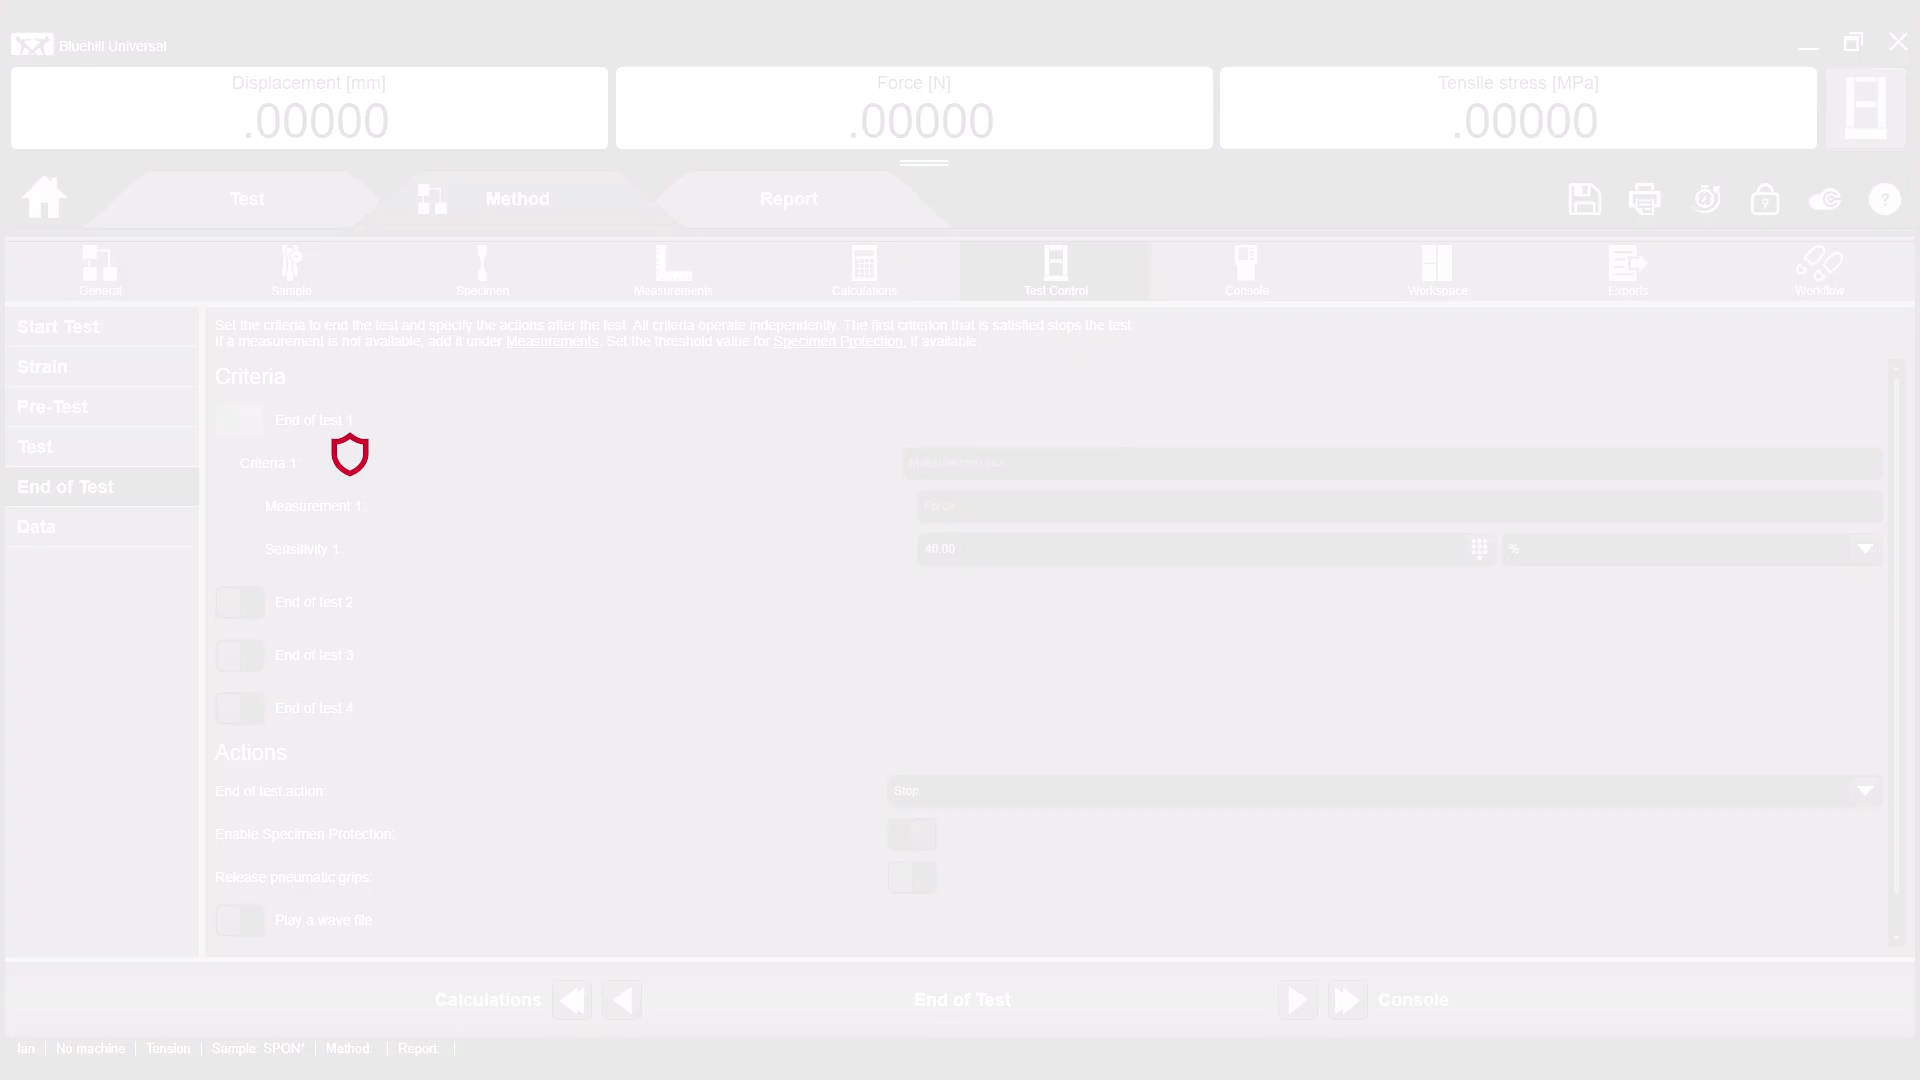 Bluehill Universal
Displacement [mm]
.00000
Force [N]
.00000
Tensile stress [MPa]
.00000
Test
Method
Report
?
General
Sample
Specimen
Measurements
Calculations
Test Control
Console
Workspace
Exports
Workflow
Start Test
Strain
Pre-Test
Test
End of Test
Data
Set the criteria to end the test and specify the actions after the test. All criteria operate independently. The first criterion that is satisfied stops the test.
If a measurement is not available, add it under Measurements. Set the threshold value for Specimen Protection, if available.
Criteria
End of test 1
Criteria 1:
Measurement 1:
Force
Sensitivity 1:
40.00
%
End of test 2
End of test 3
End of test 4
Actions
End of test action:
Stop
Enable Specimen Protection:
Release pneumatic grips:
Play a wave file
Calculations
End of Test
Console
Ian
No machine
Tension
Sample: SPON*
Method:
Report: